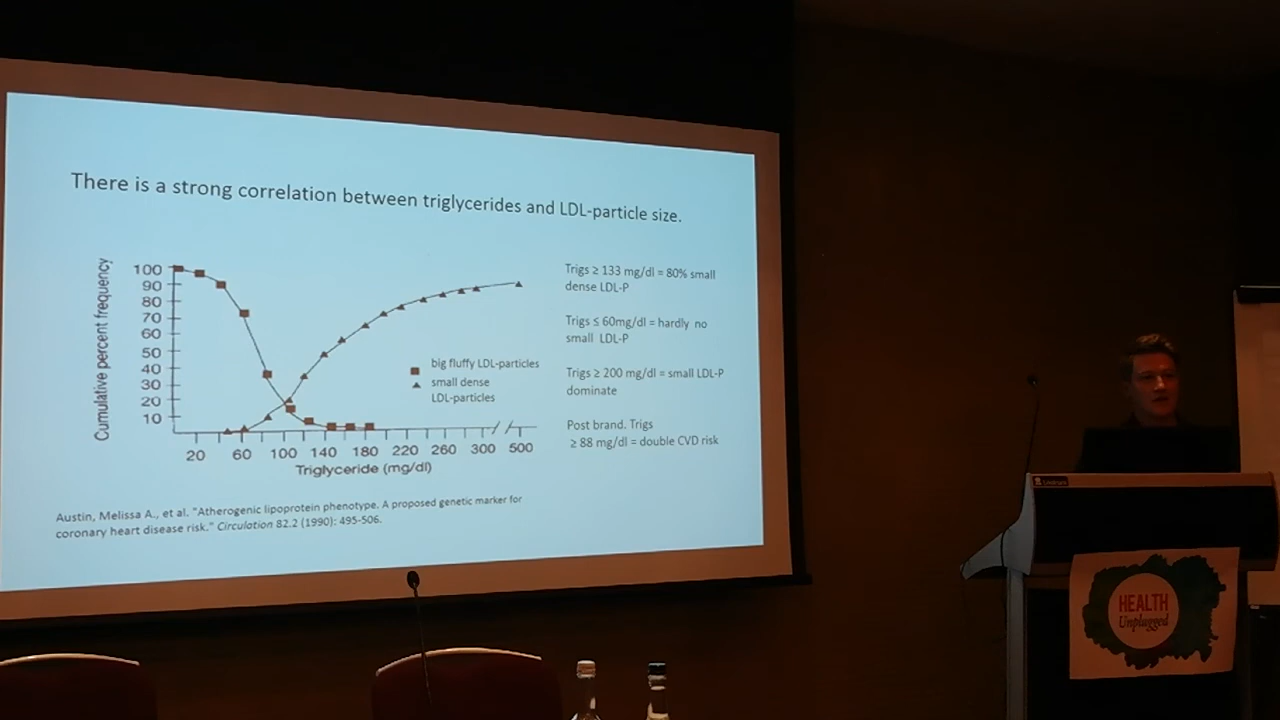 There is a strong correlation between triglycerides and LDL-particle size.
Cumulative percent frequency
100
90
80
70
60
50
40
30
20
10
big fluffy LDL-particles
small dense
LDL-particles
20 60 100 140 180 220 260 300 500
Triglyceride (mg/dl)
Trigs ≥ 133 mg/dl = 80% small
dense LDL-P
Trigs ≤ 60mg/dl = hardly no
small LDL-P
Trigs ≥ 200 mg/dl = small LDL-P
dominate
Post brand. Trigs
≥ 88 mg/dl = double CVD risk
Austin, Melissa A., et al. "Atherogenic lipoprotein phenotype. A proposed genetic marker for
coronary heart disease risk." Circulation 82.2 (1990): 495-506.
HEALTH
Unplugged